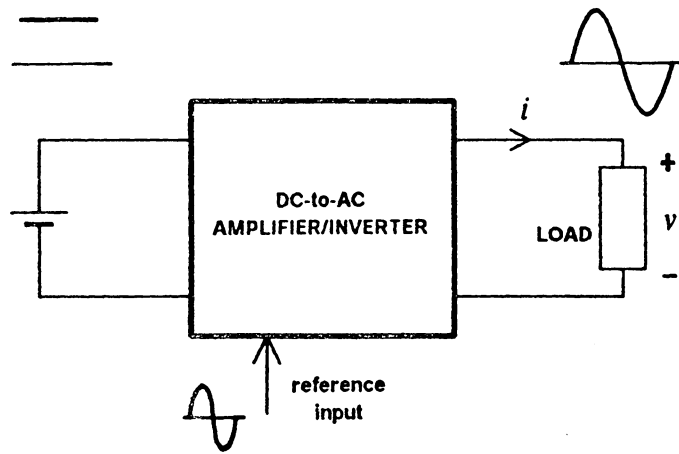 i
DC-to-AC
AMPLIFIER/INVERTER
+
LOAD
v
-
reference
input